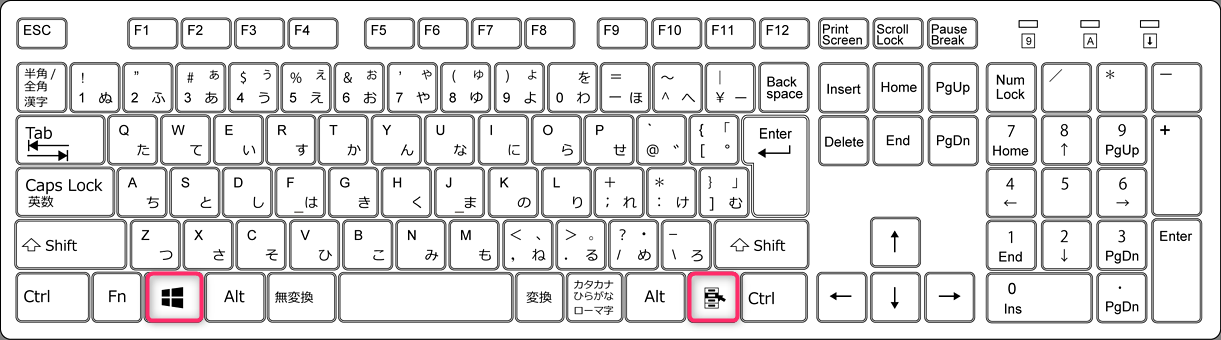 ESC F1 F2 F3 F4 F5 F6 F7 F8 F9 F10 F11 F12 Print Screen Scroll Lock Pause Break 9 A
半角/全角 漢字 ! 1 ぬ " 2 ふ # ぁ 3 あ $ ぅ 4 う % ぇ 5 え & ぉ 6 お ' ゃ 7 や ( ゅ 8 ゆ ) ょ 9 よ を 0 わ = ー ほ ～ ^ へ | ¥ ー Back space Insert Home PgUp Num Lock ／ ＊ ー
Tab Q た W て E い R す T か Y ん U な I に O ら P せ ` @ ゛ { 「 [ ° Enter Delete End PgDn 7 Home 8 ↑ 9 PgUp +
Caps Lock 英数 A ち S と D し F _は G き H く J _ま K の L り + ; れ * : け } 」 ] む 4 ← 5 6 →
Shift Z つ X さ C そ V ひ B こ N み M も < 、 , ね > 。 . る ? ・ / め ー \ ろ Shift ↑ 1 End 2 ↓ 3 PgDn Enter
Ctrl Fn Alt 無変換 変換 カタカナ ひらがな ローマ字 Alt Ctrl ← ↓ → 0 Ins . PgDn